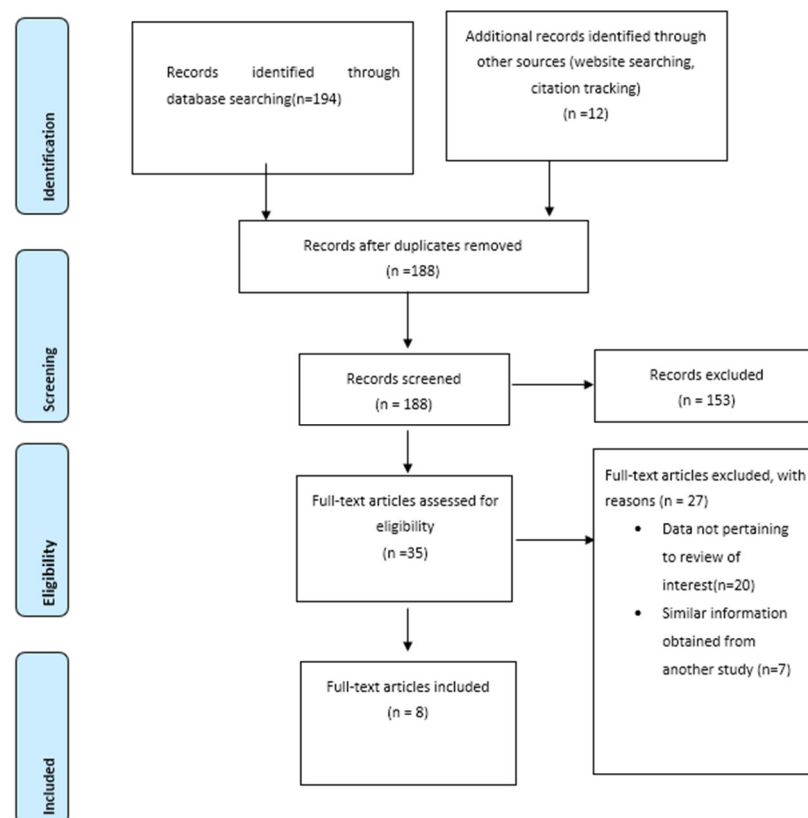 Identification
Records identified through
database searching(n=194)
Additional records identified through
other sources (website searching,
citation tracking)
(n =12)
Records after duplicates removed
(n =188)
Screening
Records screened
(n = 188)
Records excluded
(n = 153)
Eligibility
Full-text articles assessed for
eligibility
(n =35)
Full-text articles excluded, with
reasons (n = 27)
• Data not pertaining
to review of
interest(n=20)
• Similar information
obtained from
another study (n=7)
Included
Full-text articles included
(n = 8)